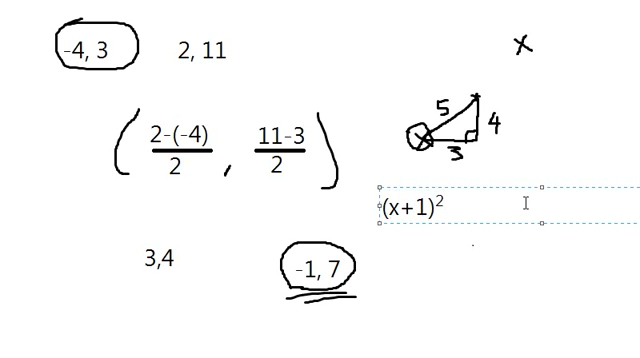 -4, 3 2, 11 x
( 2-(-4) / 2 , 11-3 / 2 )
5 4 3
(x+1)²
3,4 -1, 7